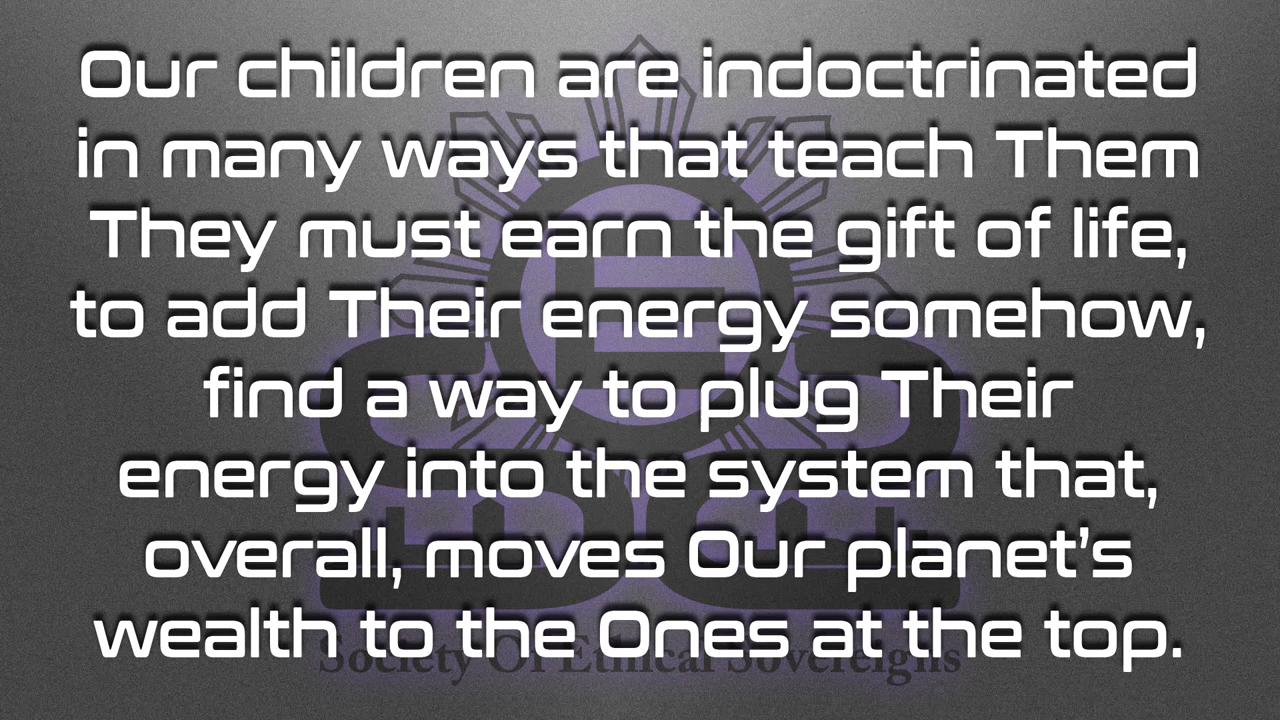 Our children are indoctrinated
in many ways that teach Them
They must earn the gift of life,
to add Their energy somehow,
find a way to plug Their
energy into the system that,
overall, moves Our planet’s
wealth to the Ones at the top.
Society Of Ethical Sovereigns